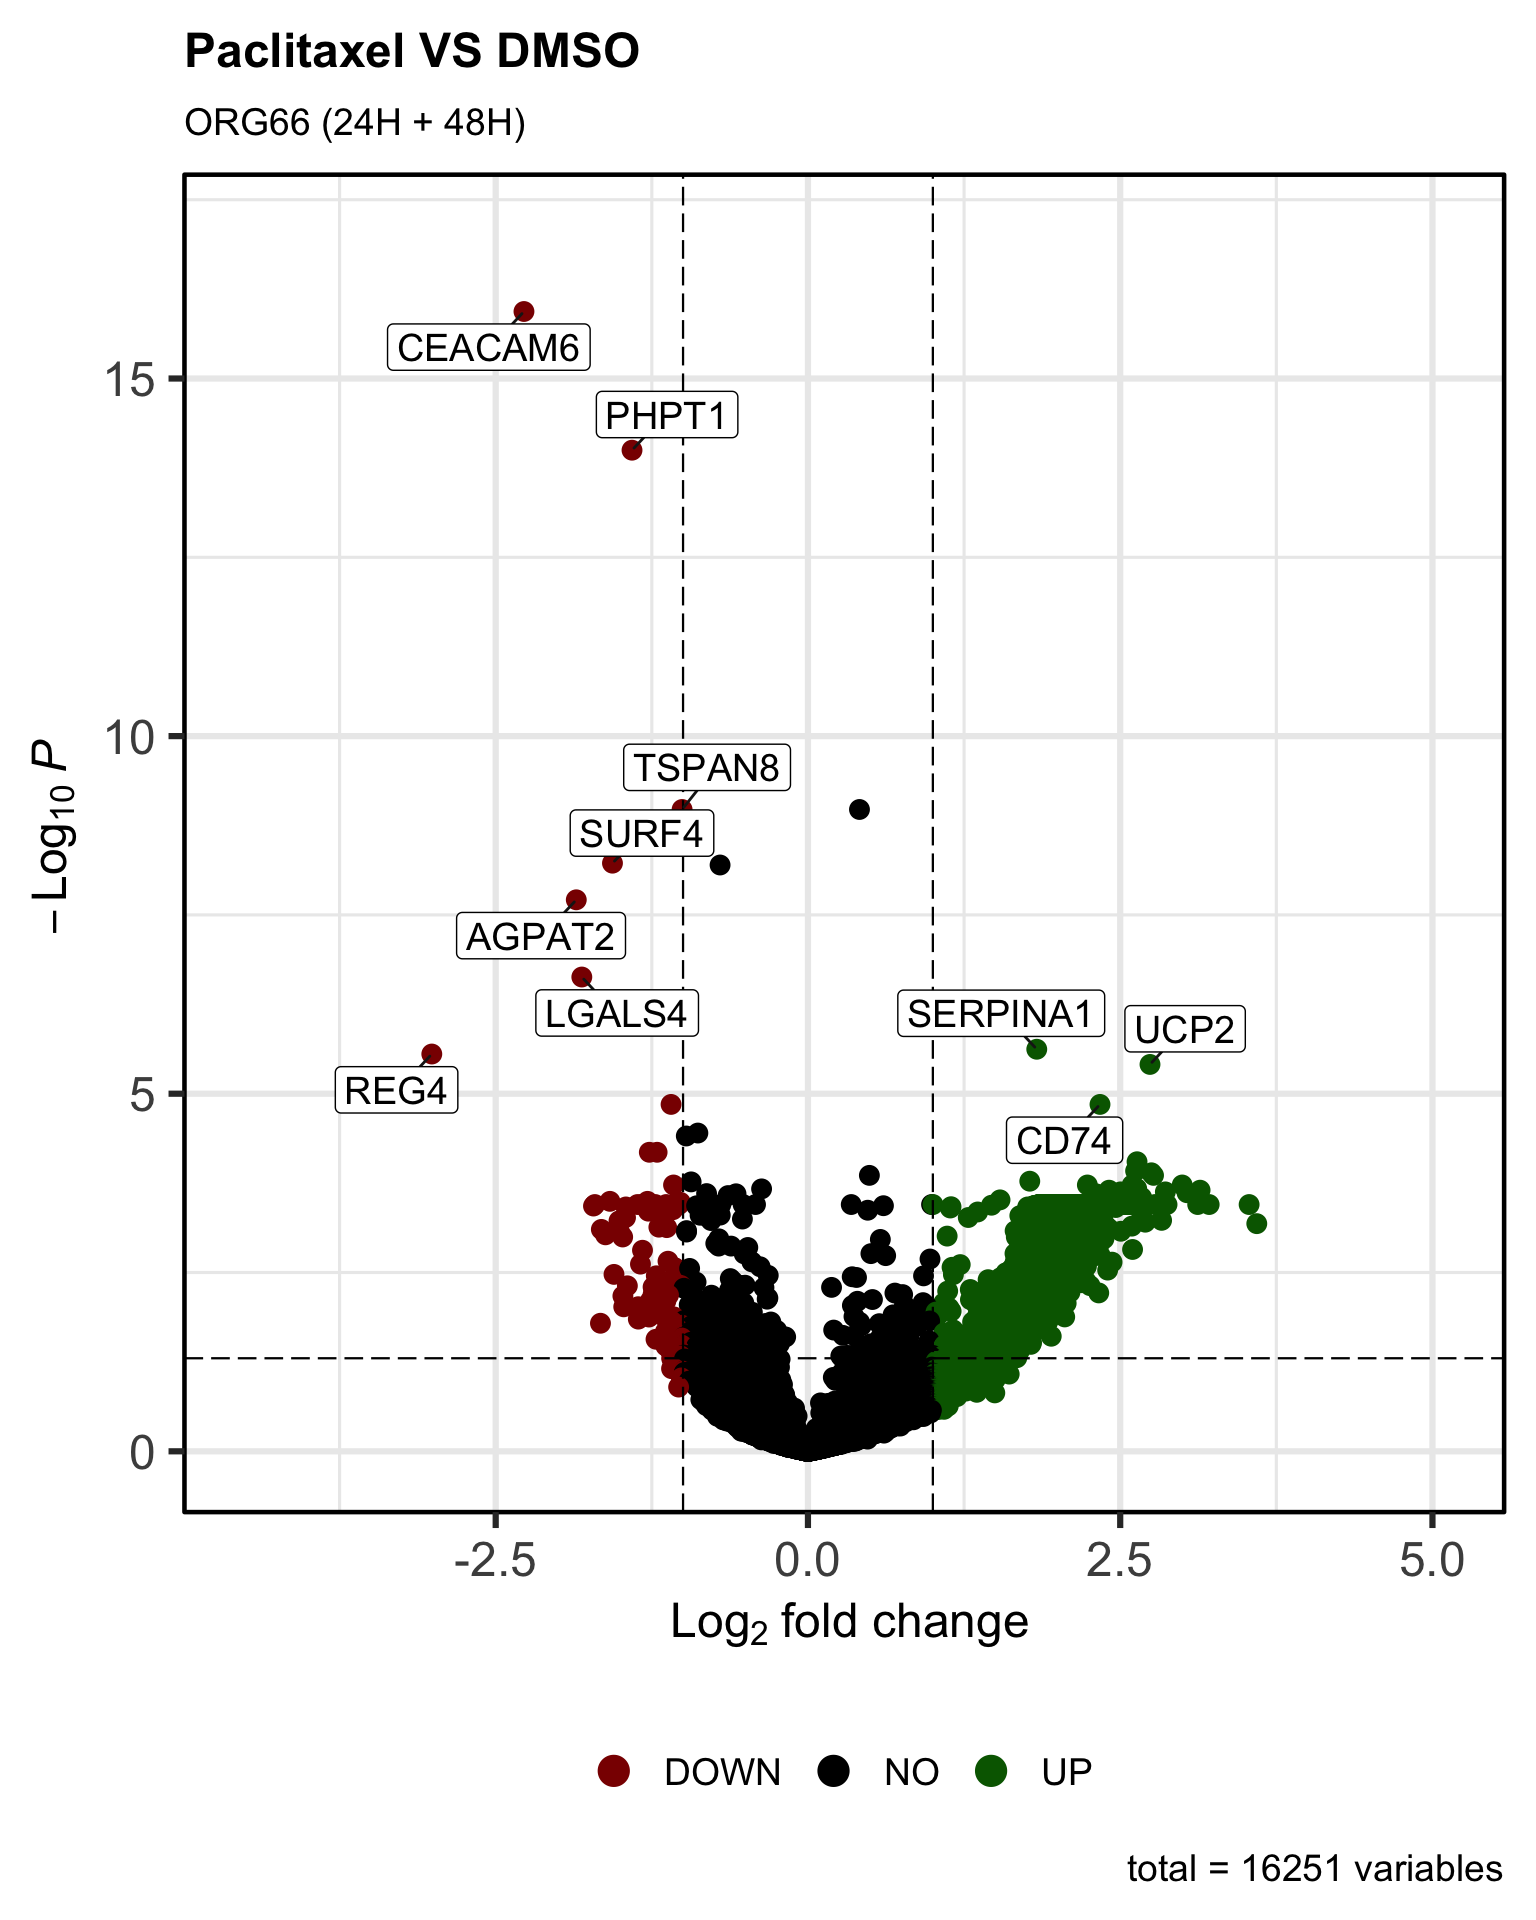 Paclitaxel VS DMSO
ORG66 (24H + 48H)
CEACAM6
15
PHPT1
10
TSPAN8
SURF4
AGPAT2
LGALS4
SERPINA1
UCP2
REG4
5
CD74
0
−Log₁₀ P
-2.5 0.0 2.5 5.0
Log₂ fold change
DOWN NO UP
total = 16251 variables